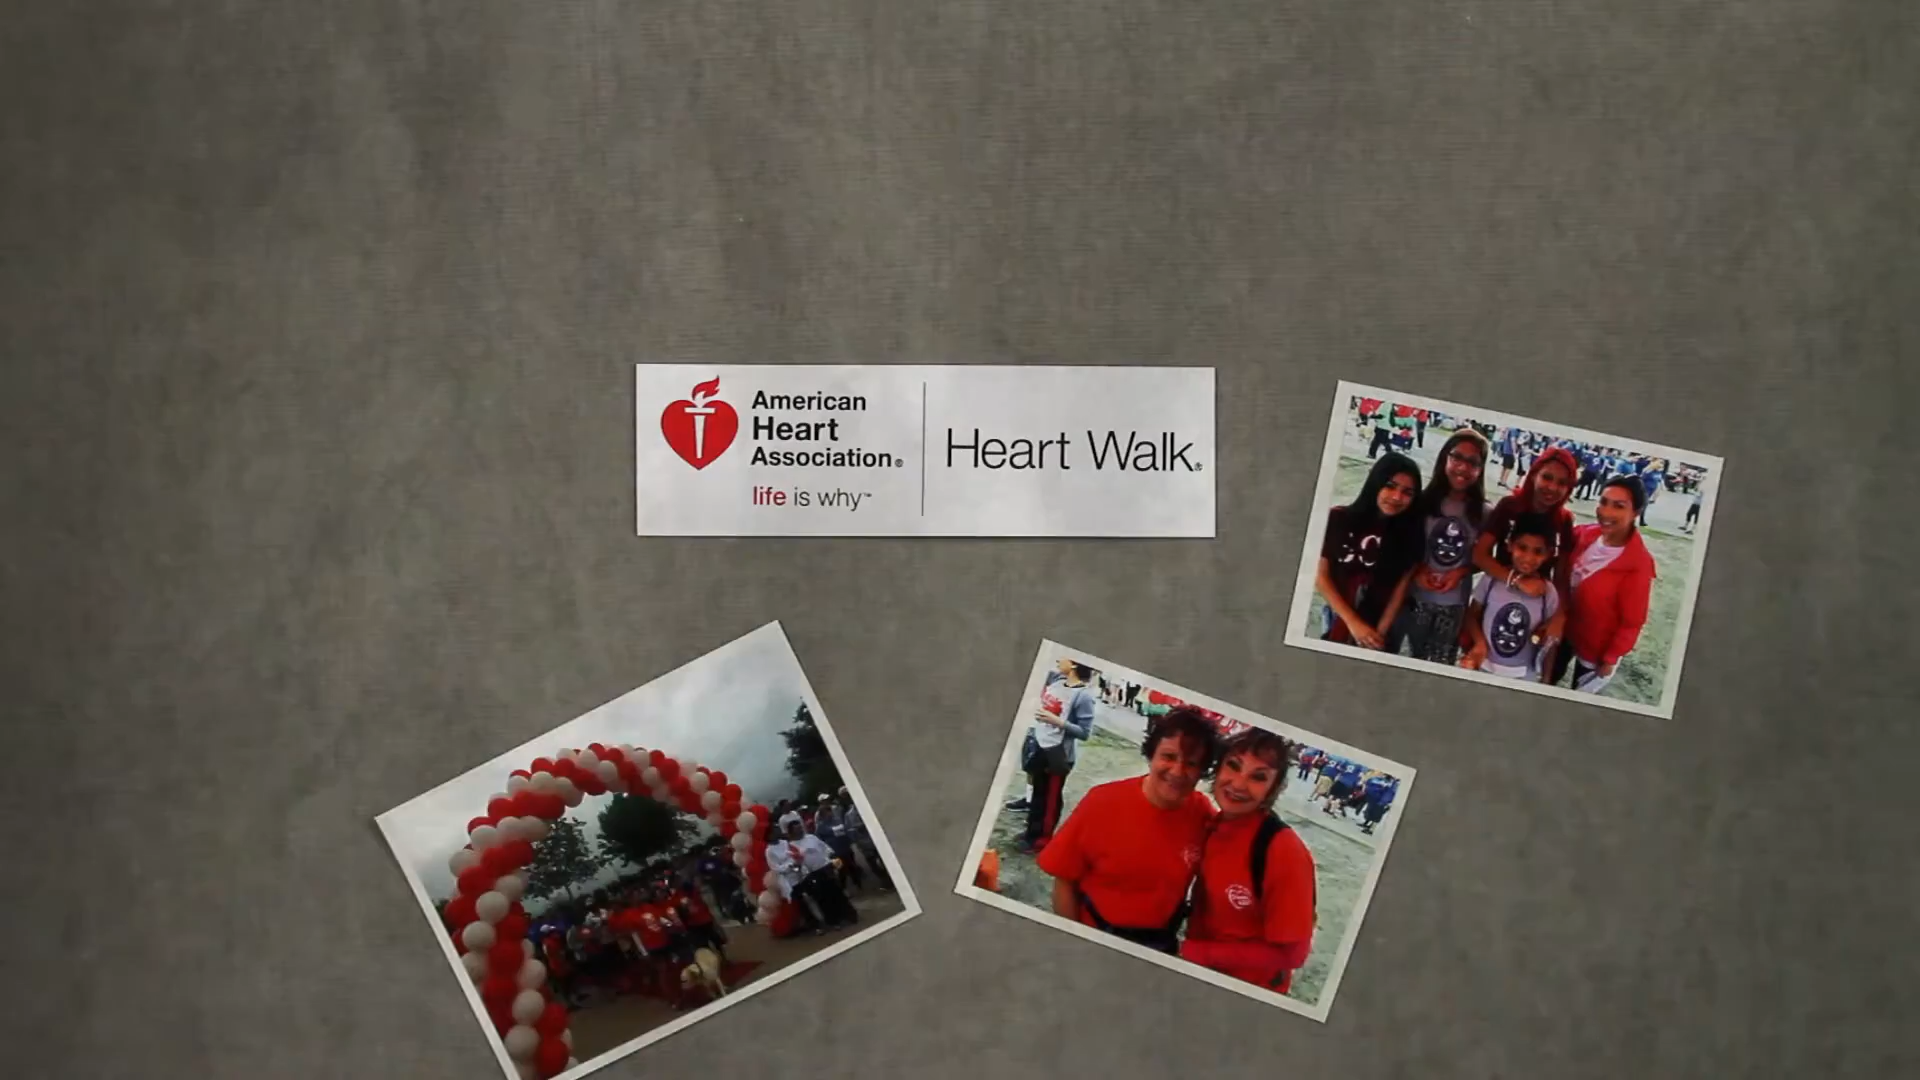 American
Heart
Association®
life is why™
Heart Walk®